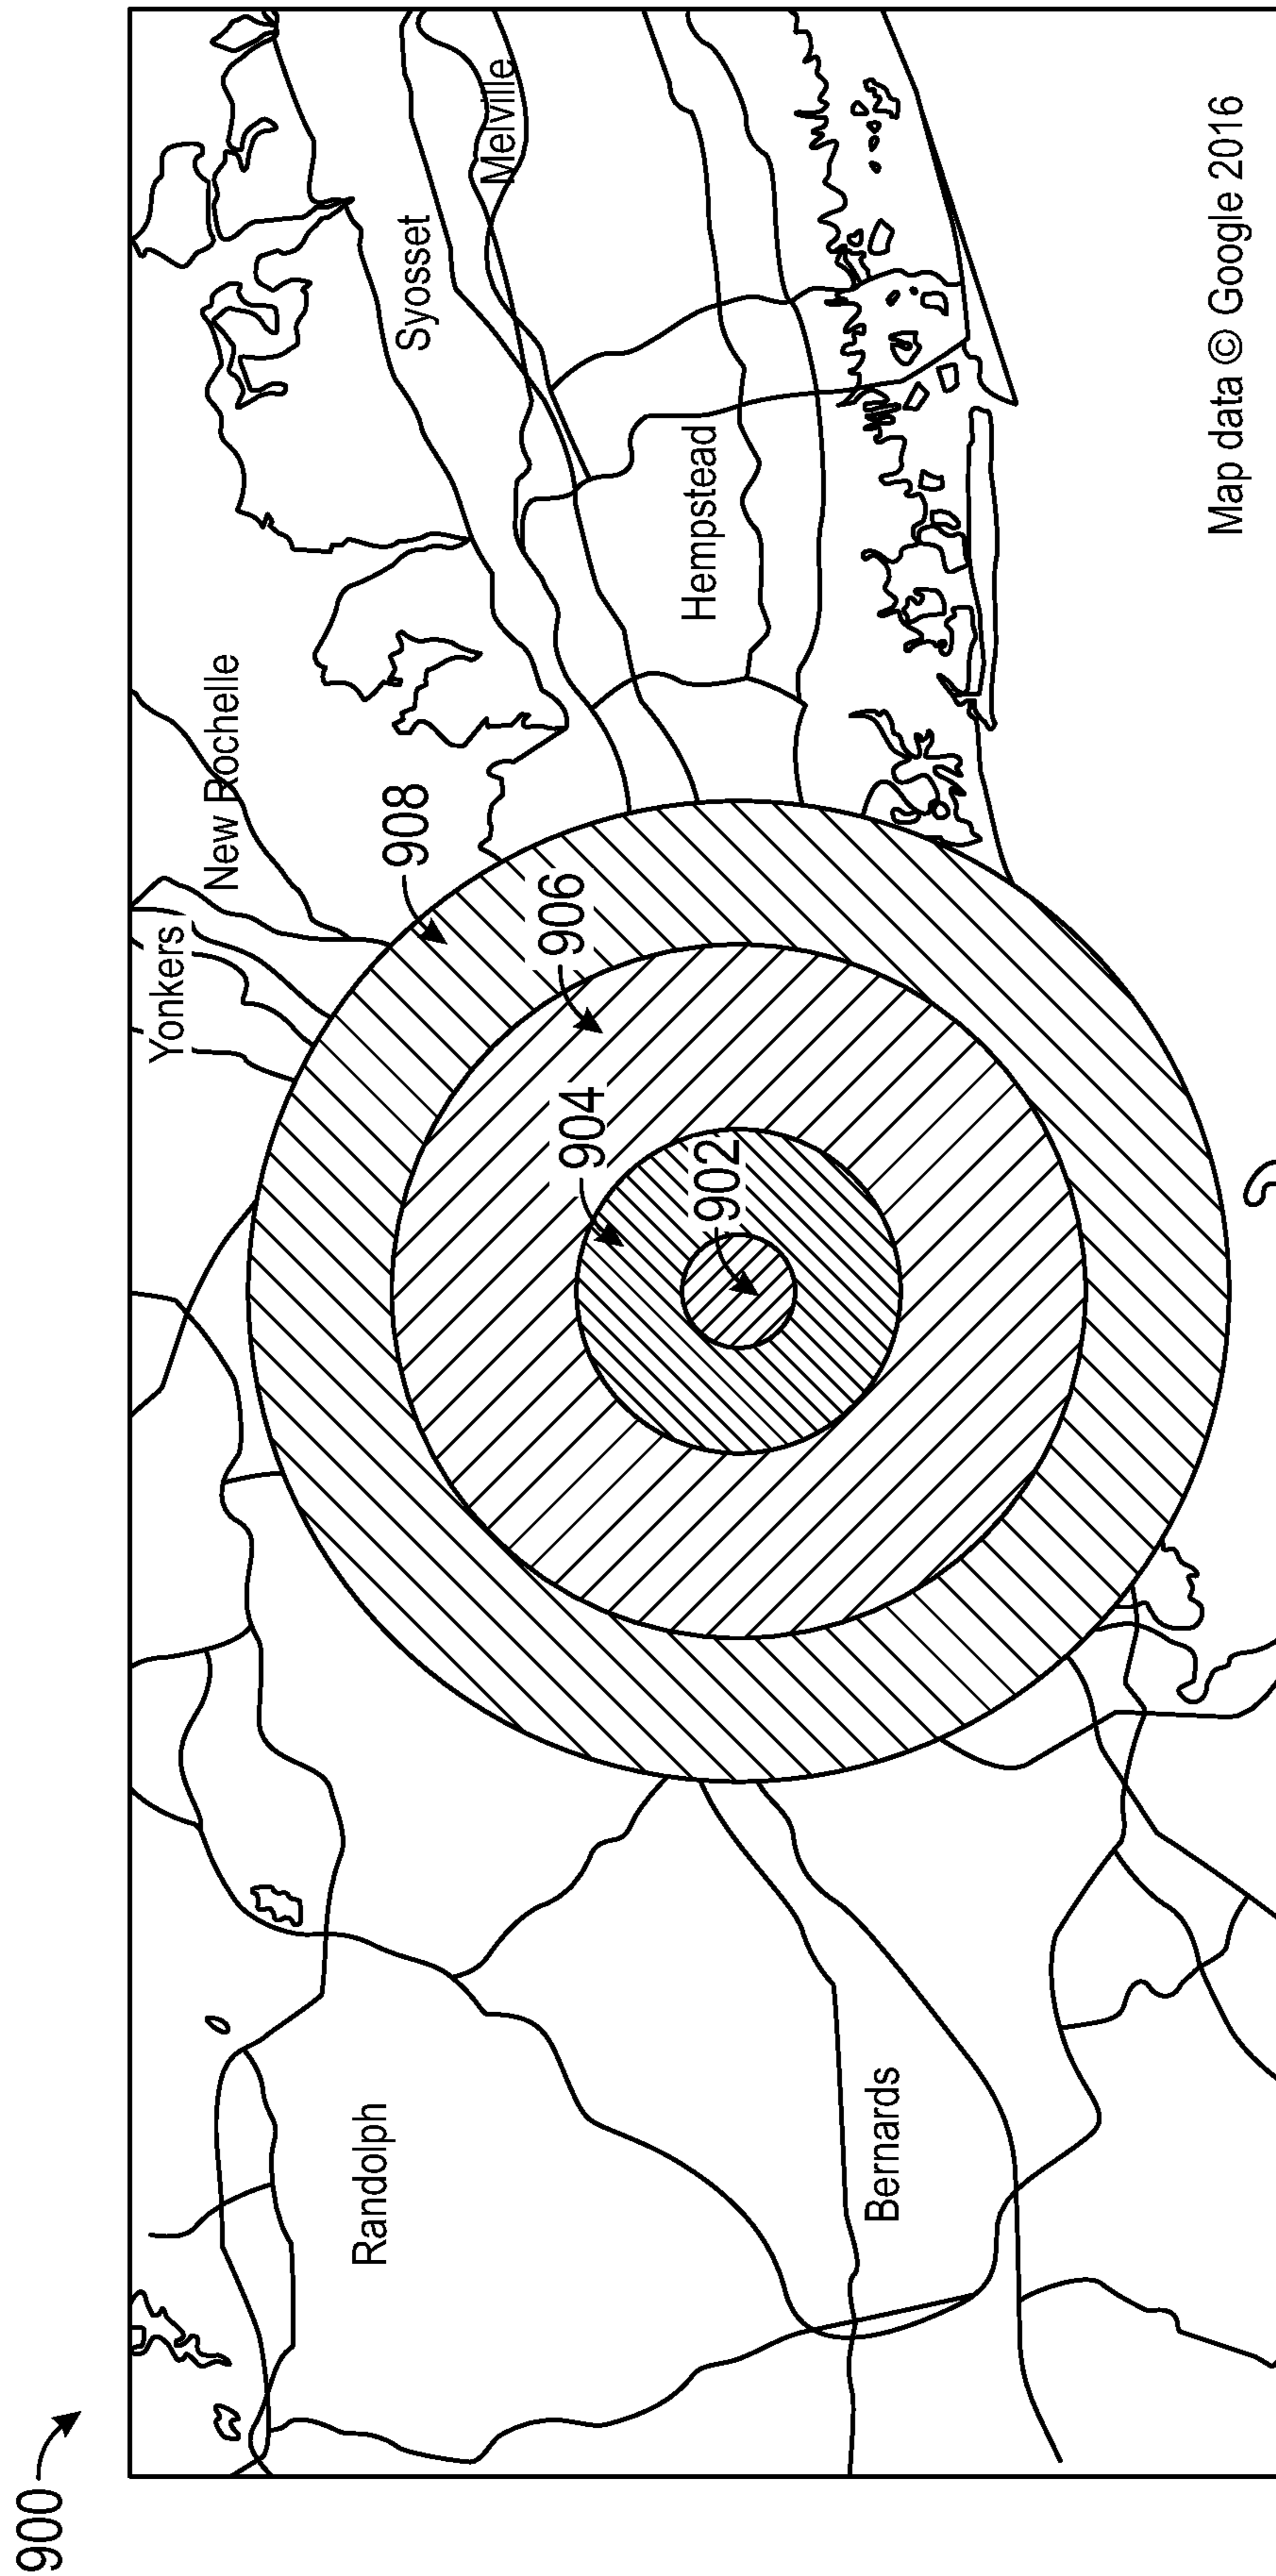 900
Yonkers
New Rochelle
908
Syosset
Melville
906
904
902
Hempstead
Randolph
Bernards
Map data © Google 2016